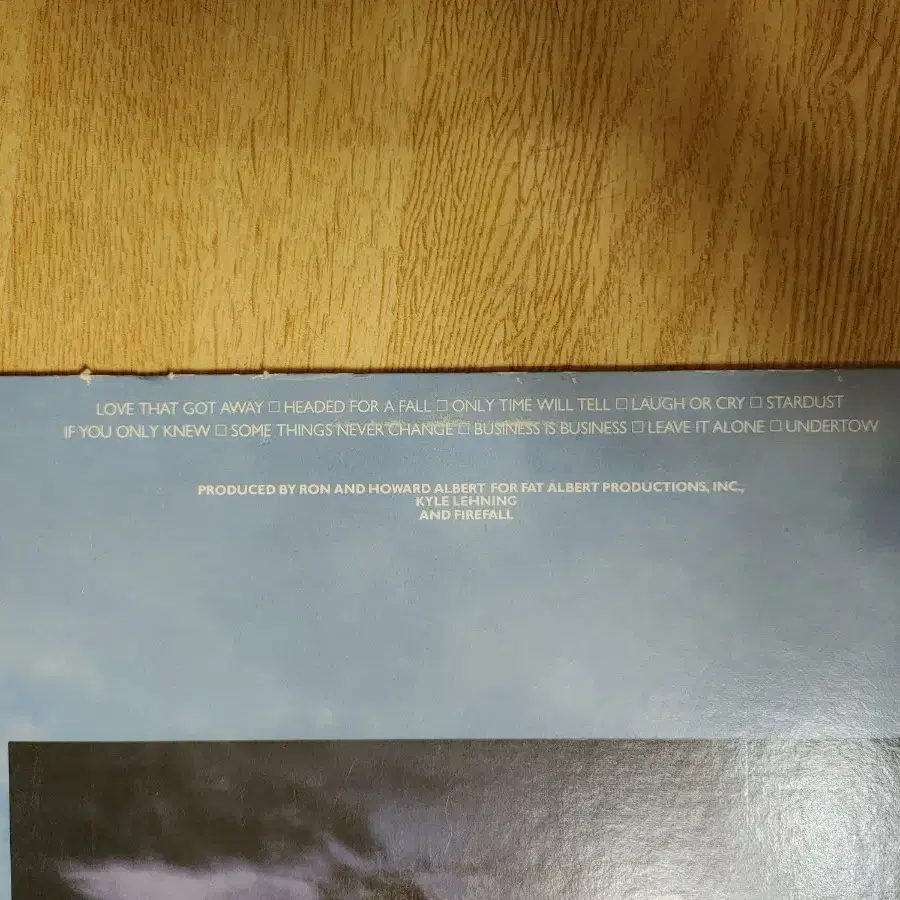 LOVE THAT GOT AWAY □ HEADED FOR A FALL □ ONLY TIME WILL TELL □ LAUGH OR CRY □ STARDUST
IF YOU ONLY KNEW □ SOME THINGS NEVER CHANGE □ BUSINESS IS BUSINESS □ LEAVE IT ALONE □ UNDERTOW
PRODUCED BY RON AND HOWARD ALBERT FOR FAT ALBERT PRODUCTIONS, INC.,
KYLE LEHNING
AND FIREFALL